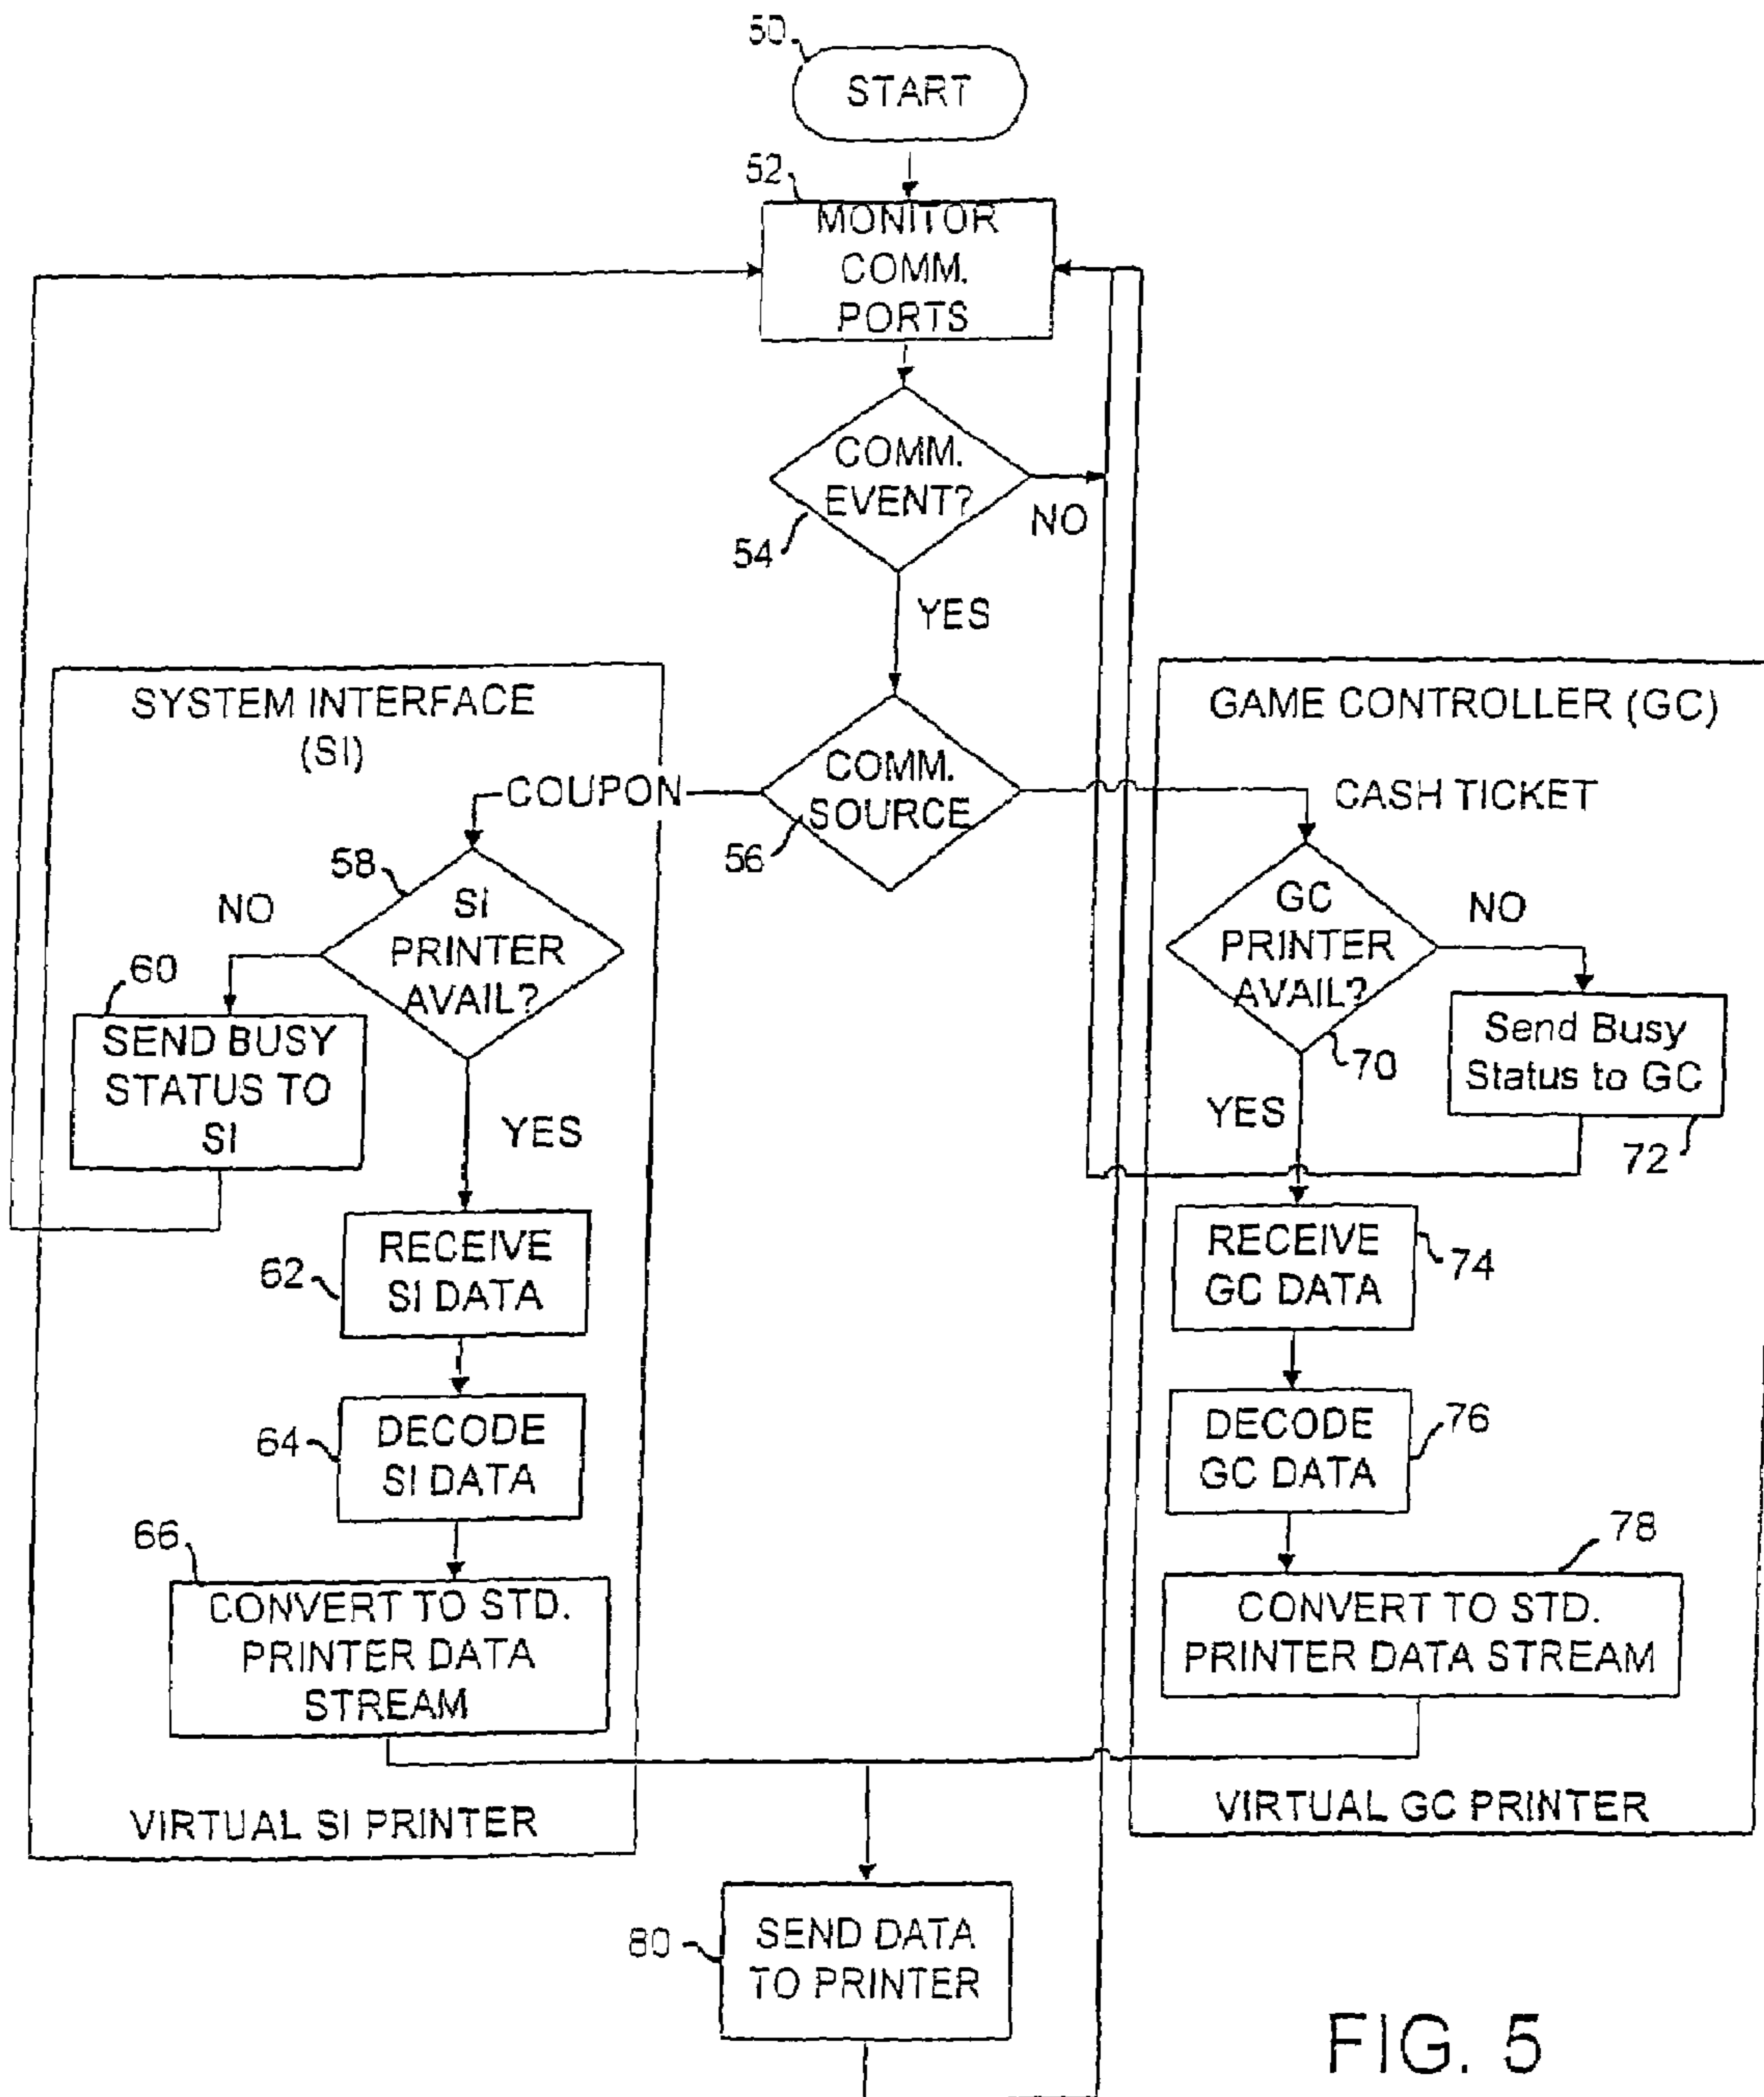 50
START
52
MONITOR
COMM.
PORTS
COMM.
EVENT?
54
NO
YES
SYSTEM INTERFACE
(SI)
COUPON
COMM.
SOURCE
56
GAME CONTROLLER (GC)
CASH TICKET
58
SI
PRINTER
AVAIL?
NO
60
SEND BUSY
STATUS TO
SI
YES
62
RECEIVE
SI DATA
64
DECODE
SI DATA
66
CONVERT TO STD.
PRINTER DATA
STREAM
VIRTUAL SI PRINTER
GC
PRINTER
AVAIL?
NO
70
Send Busy
Status to GC
72
YES
RECEIVE
GC DATA
74
DECODE
GC DATA
76
78
CONVERT TO STD.
PRINTER DATA STREAM
VIRTUAL GC PRINTER
80
SEND DATA
TO PRINTER
FIG. 5